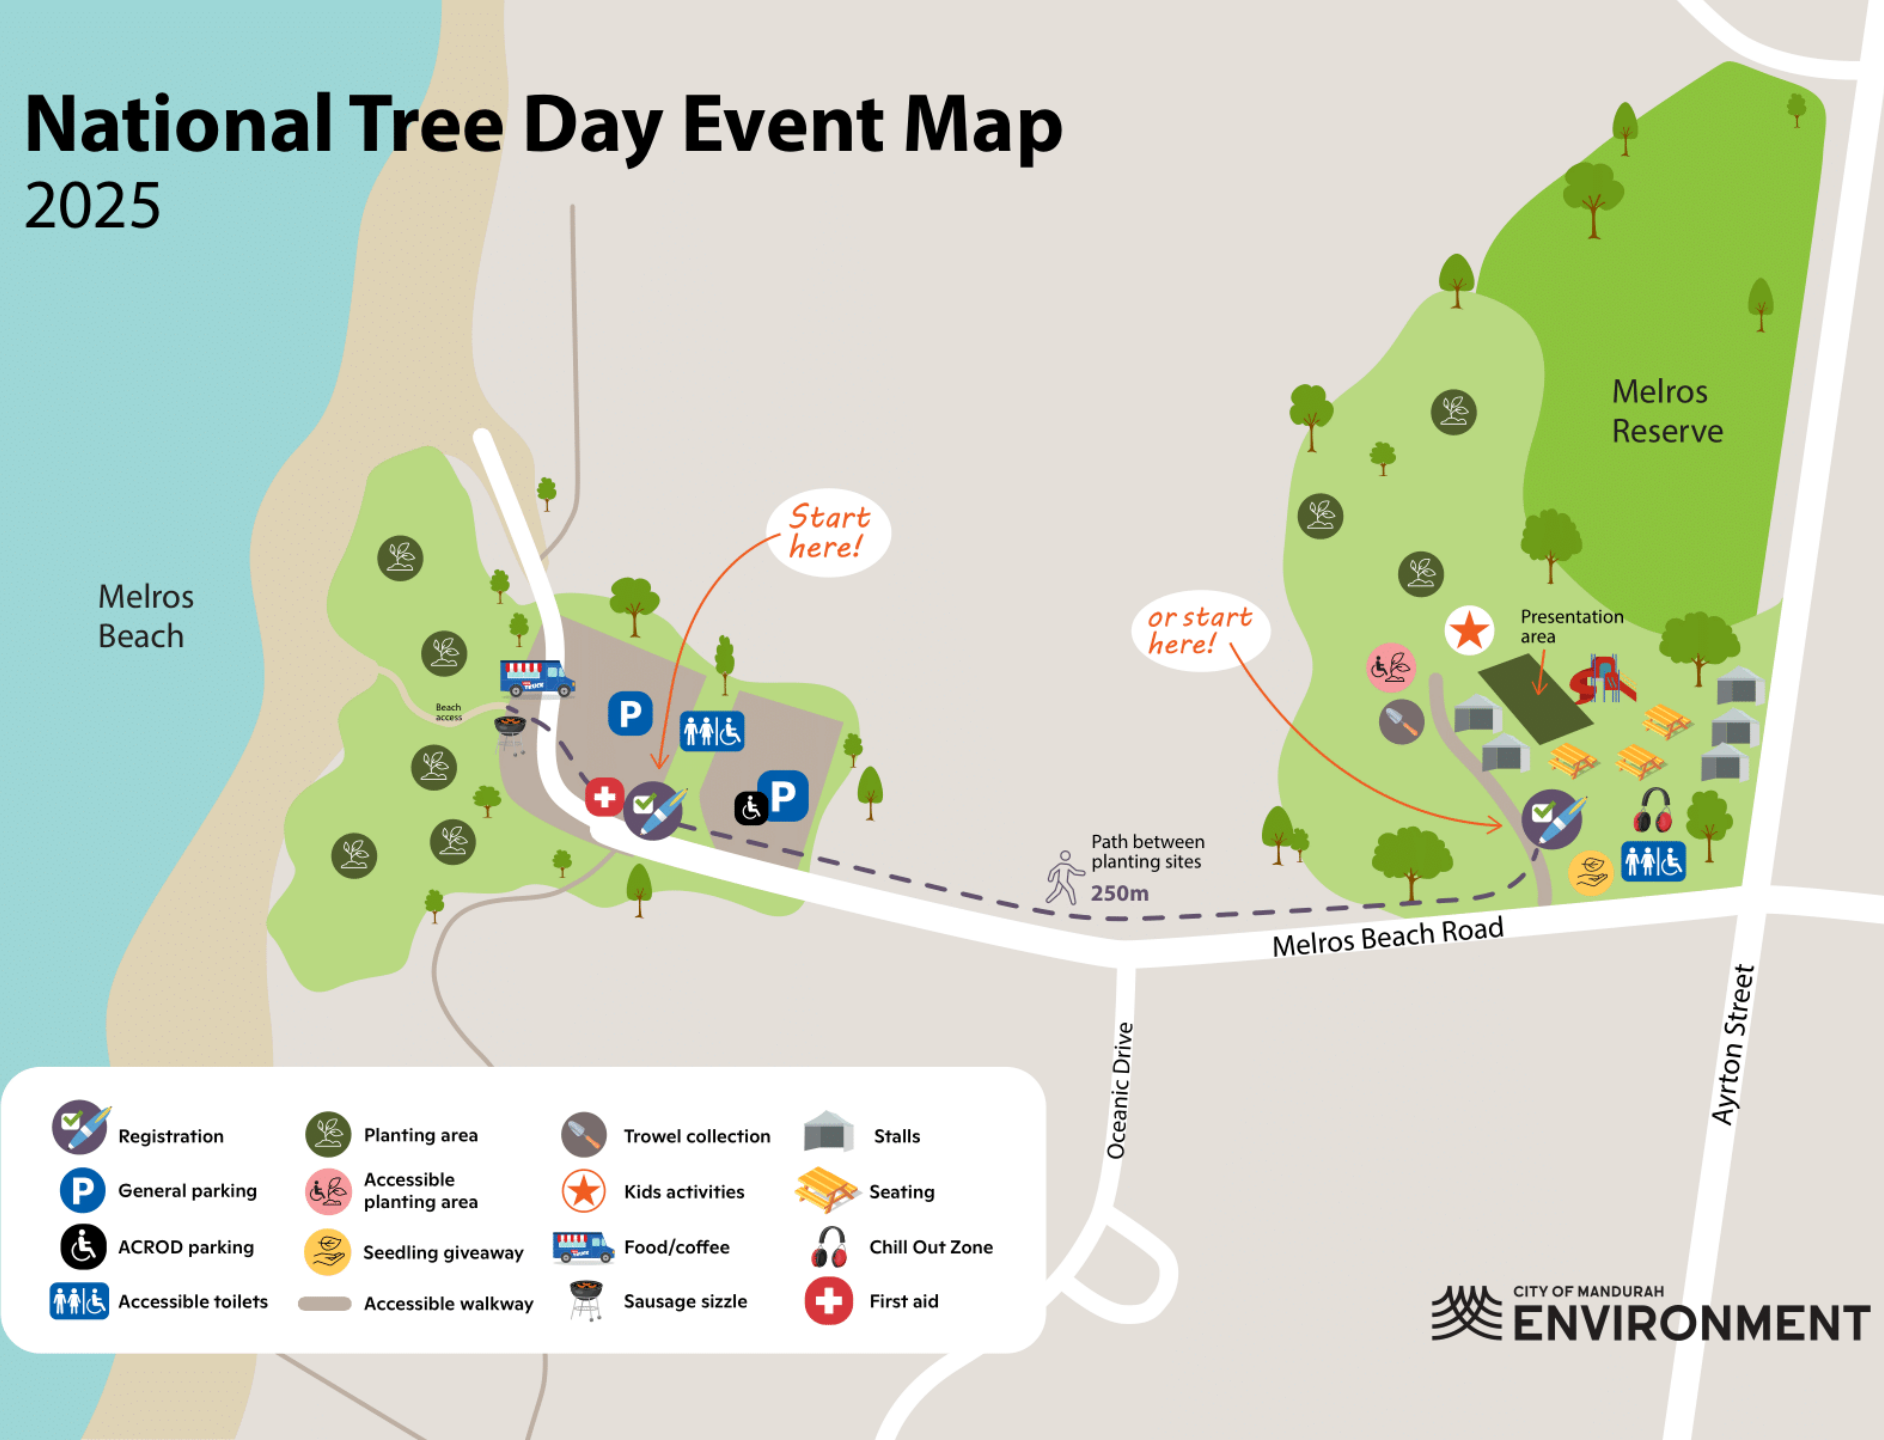 National Tree Day Event Map
2025
Start
here!
or start
here!
Melros
Reserve
Presentation
area
Melros
Beach
Beach
access
P
P
TRUCK
Path between
planting sites
250m
Melros Beach Road
Oceanic Drive
Ayrton Street
Registration
P
General parking
ACROD parking
Accessible toilets
Planting area
Accessible
planting area
Seedling giveaway
Accessible walkway
Trowel collection
Kids activities
Food/coffee
Sausage sizzle
Stalls
Seating
Chill Out Zone
First aid
CITY OF MANDURAH
ENVIRONMENT